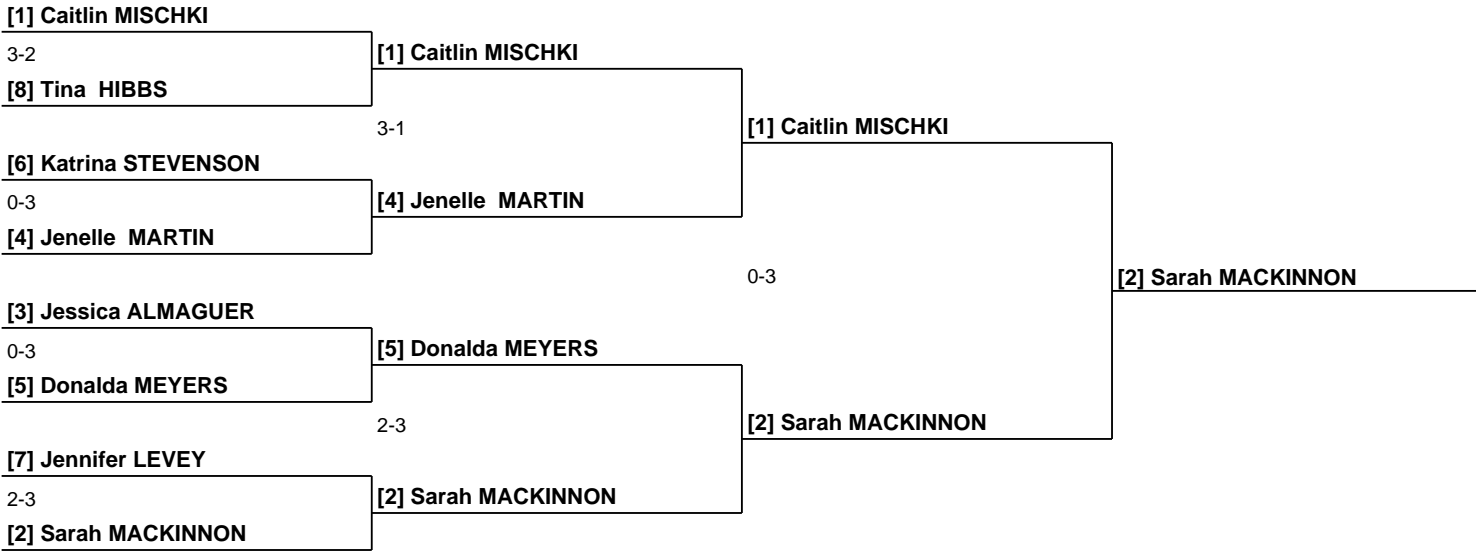 [1] Caitlin MISCHKI
3-2
[1] Caitlin MISCHKI
[8] Tina  HIBBS
3-1
[1] Caitlin MISCHKI
[6] Katrina STEVENSON
0-3
[4] Jenelle  MARTIN
[4] Jenelle  MARTIN
0-3
[2] Sarah MACKINNON
[3] Jessica ALMAGUER
0-3
[5] Donalda MEYERS
[5] Donalda MEYERS
2-3
[2] Sarah MACKINNON
[7] Jennifer LEVEY
2-3
[2] Sarah MACKINNON
[2] Sarah MACKINNON